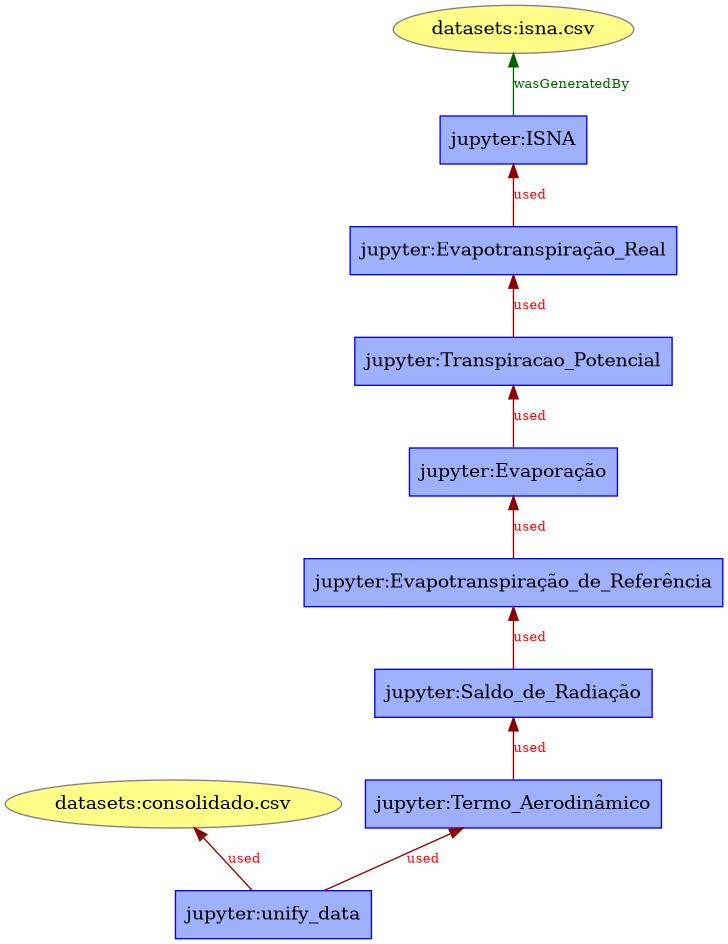 datasets:isna.csv
wasGeneratedBy
jupyter:ISNA
used
jupyter:Evapotranspiração_Real
used
jupyter:Transpiracao_Potencial
used
jupyter:Evaporação
used
jupyter:Evapotranspiração_de_Referência
used
jupyter:Saldo_de_Radiação
used
datasets:consolidado.csv
jupyter:Termo_Aerodinâmico
used
used
jupyter:unify_data